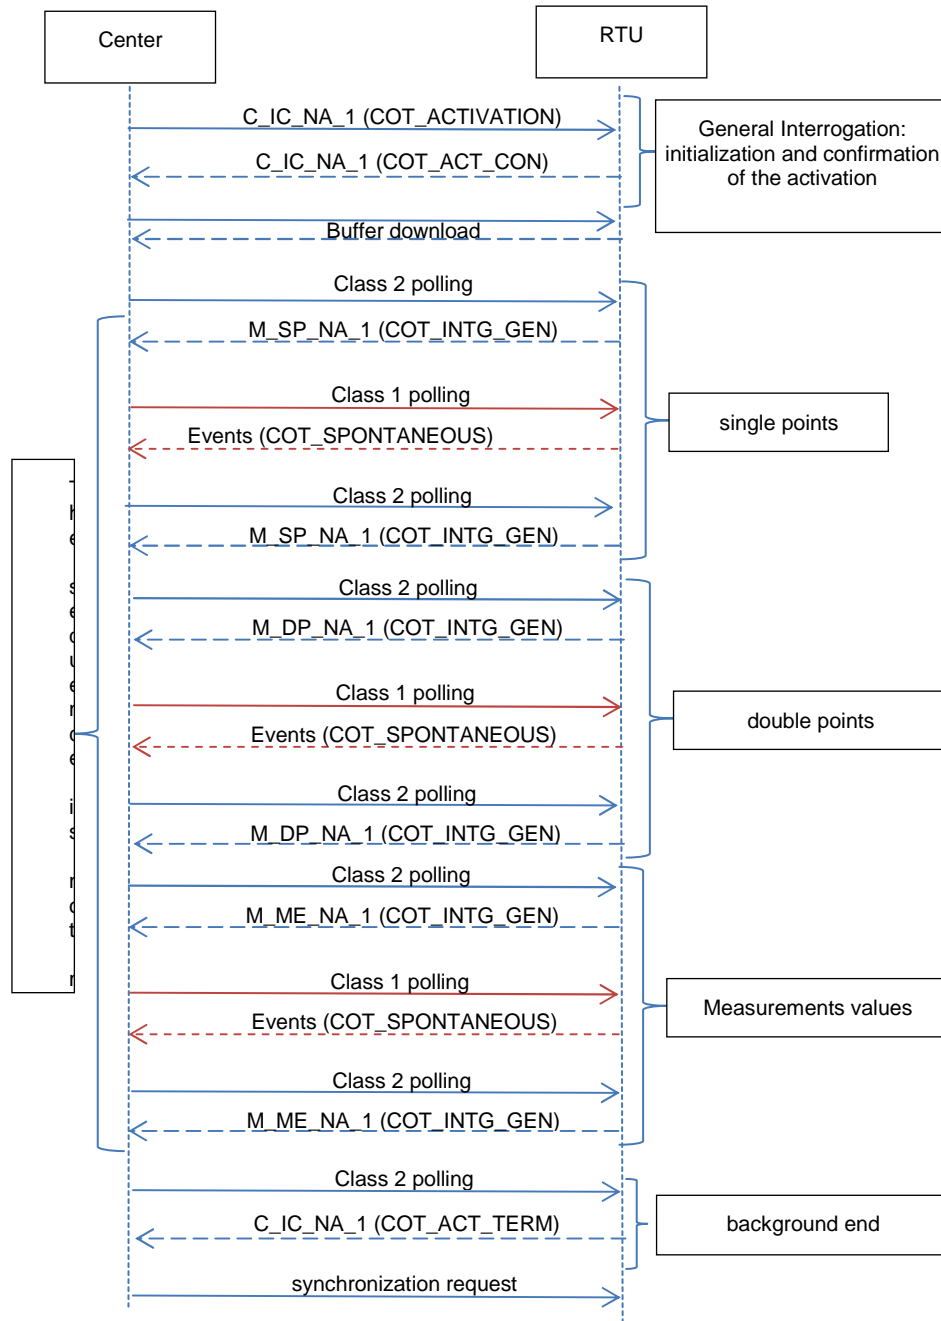 Center
RTU
C_IC_NA_1 (COT_ACTIVATION)
General Interrogation:
initialization and confirmation
of the activation
C_IC_NA_1 (COT_ACT_CON)
Buffer download
Class 2 polling
M_SP_NA_1 (COT_INTG_GEN)
Class 1 polling
single points
Events (COT_SPONTANEOUS)
Class 2 polling
M_SP_NA_1 (COT_INTG_GEN)
Class 2 polling
M_DP_NA_1 (COT_INTG_GEN)
Class 1 polling
double points
Events (COT_SPONTANEOUS)
Class 2 polling
M_DP_NA_1 (COT_INTG_GEN)
Class 2 polling
M_ME_NA_1 (COT_INTG_GEN)
Class 1 polling
Measurements values
Events (COT_SPONTANEOUS)
Class 2 polling
M_ME_NA_1 (COT_INTG_GEN)
Class 2 polling
C_IC_NA_1 (COT_ACT_TERM)
background end
synchronization request